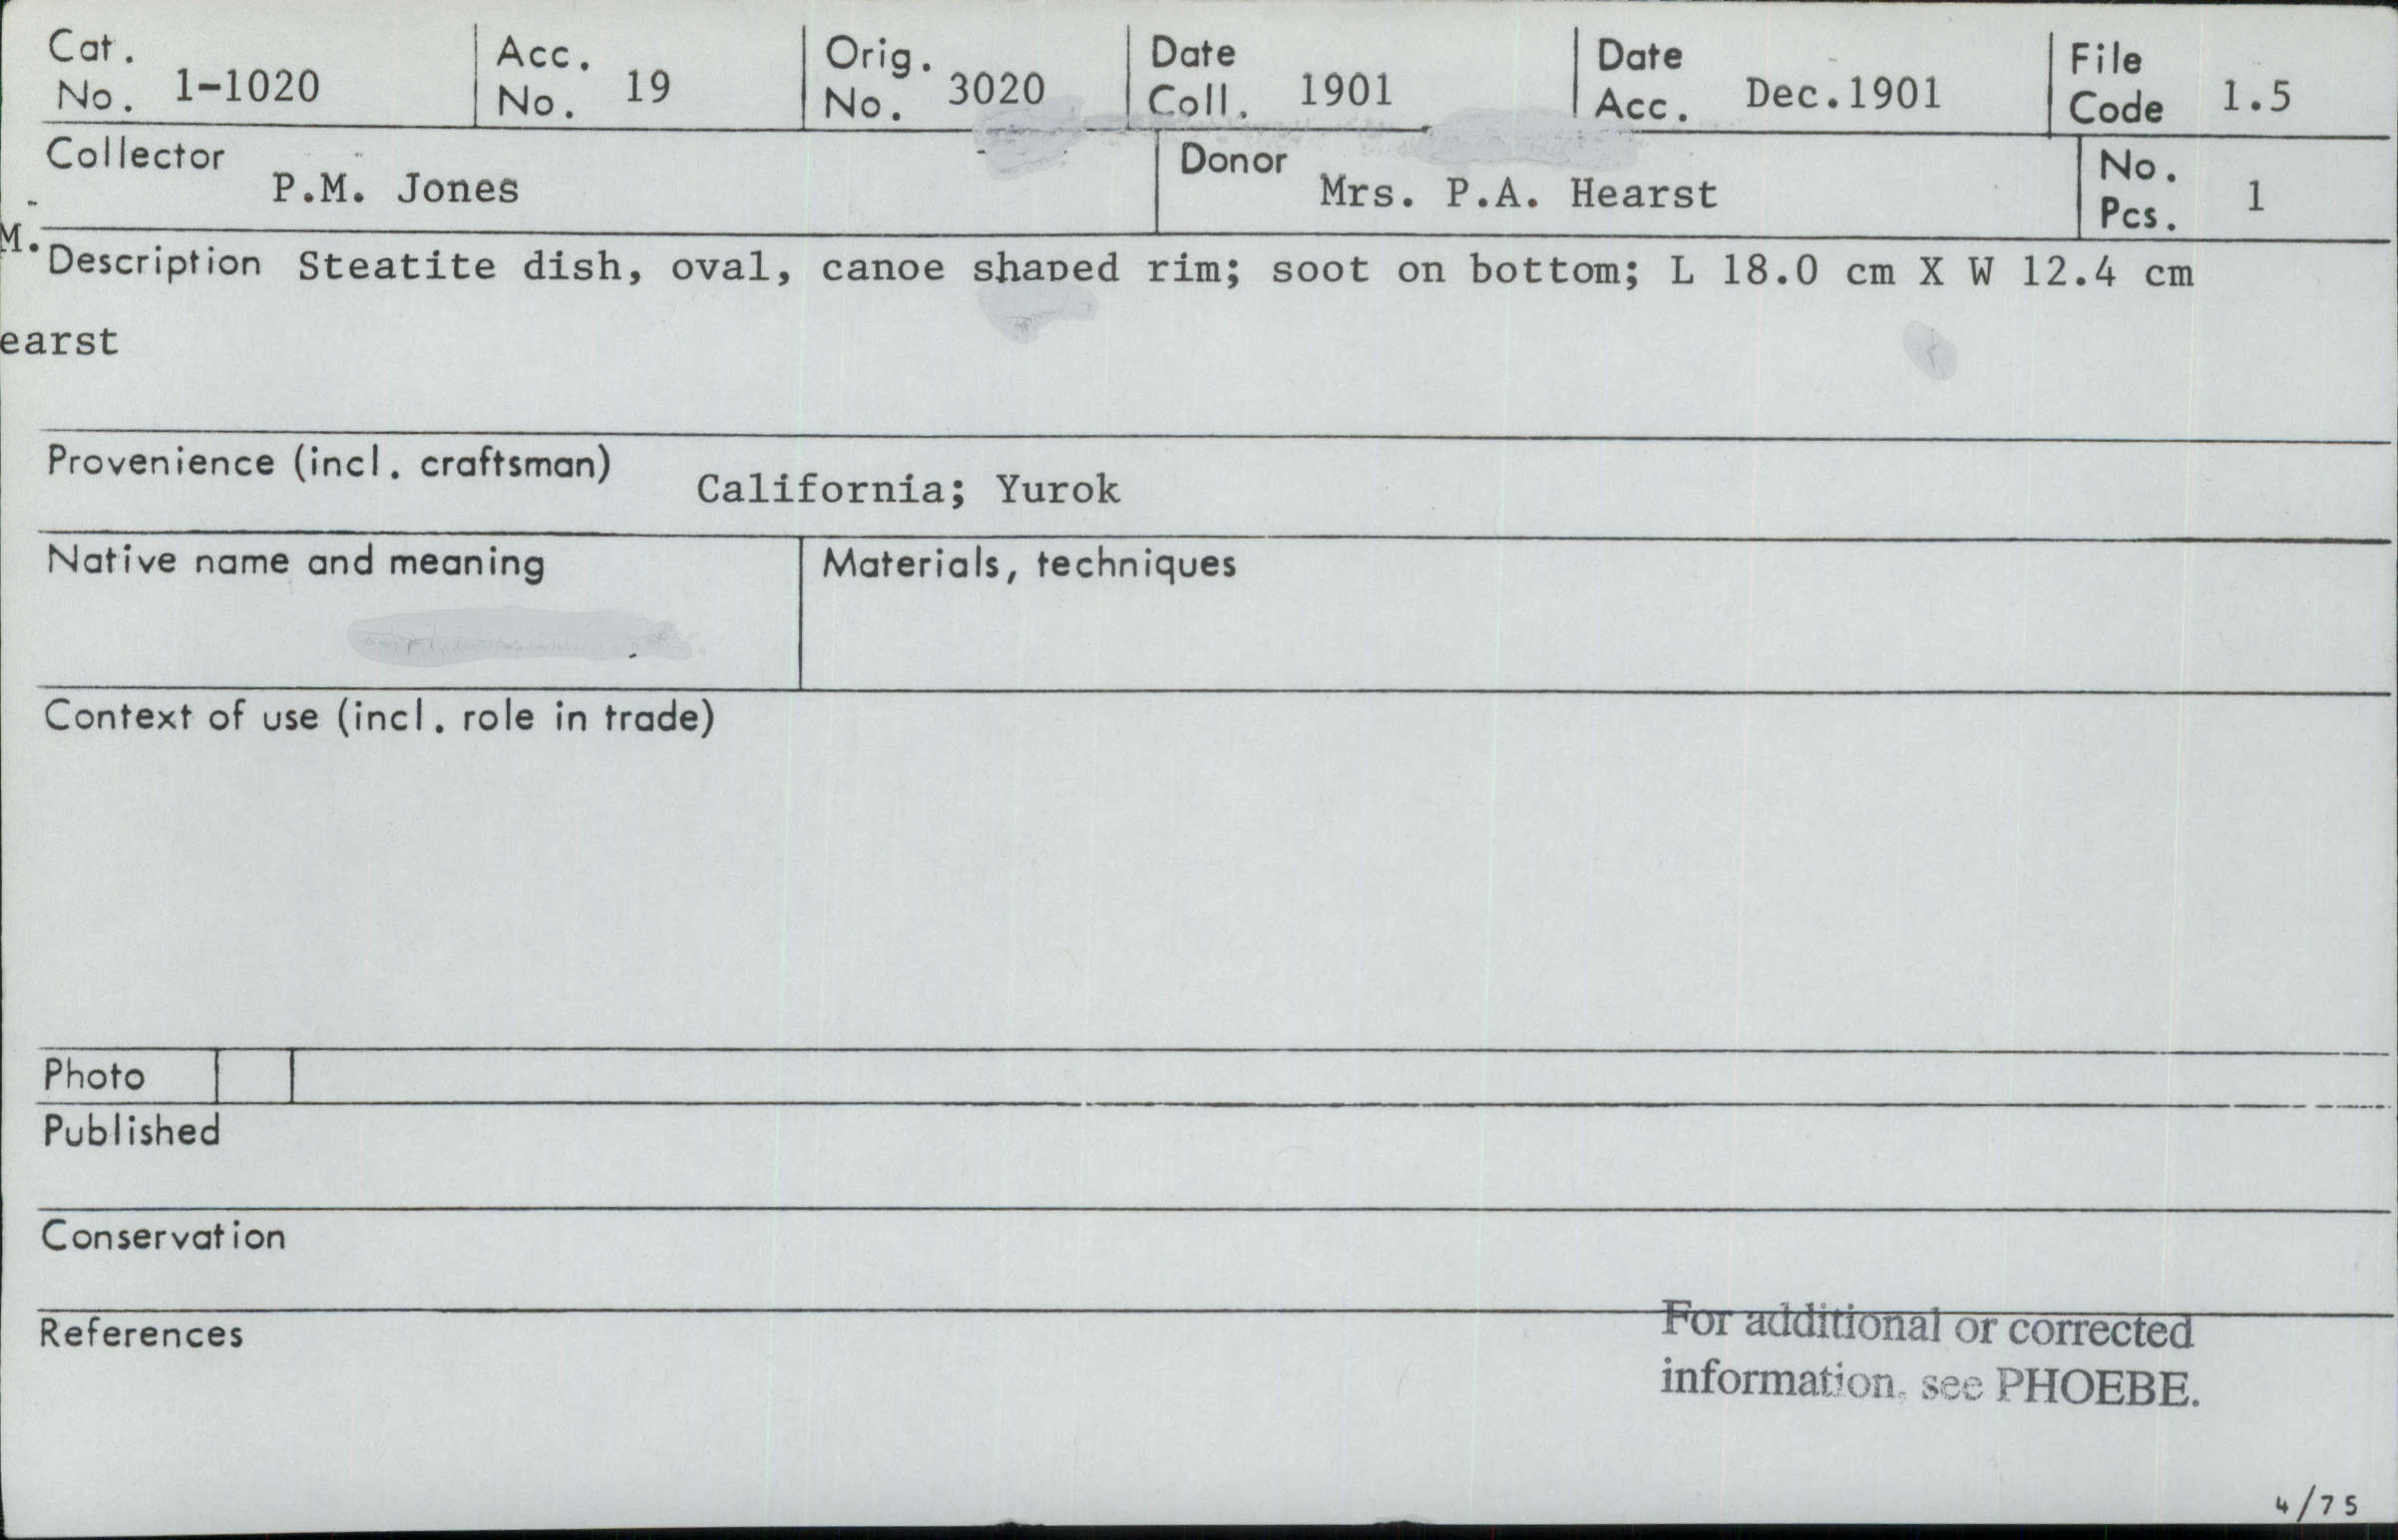 Cat. No. 1-1020 Acc. No. 19 Orig. No. 3020 Date Coll. 1901 Date Acc. Dec.1901 File Code 1.5
Collector P.M. Jones Donor Mrs. P.A. Hearst No. Pcs. 1
M.
Description Steatite dish, oval, canoe shaped rim; soot on bottom; L 18.0 cm X W 12.4 cm
earst
Provenience (incl. craftsman) California; Yurok
Native name and meaning Materials, techniques
Context of use (incl. role in trade)
Photo
Published
Conservation
References
For additional or corrected
information, see PHOEBE.
4/75